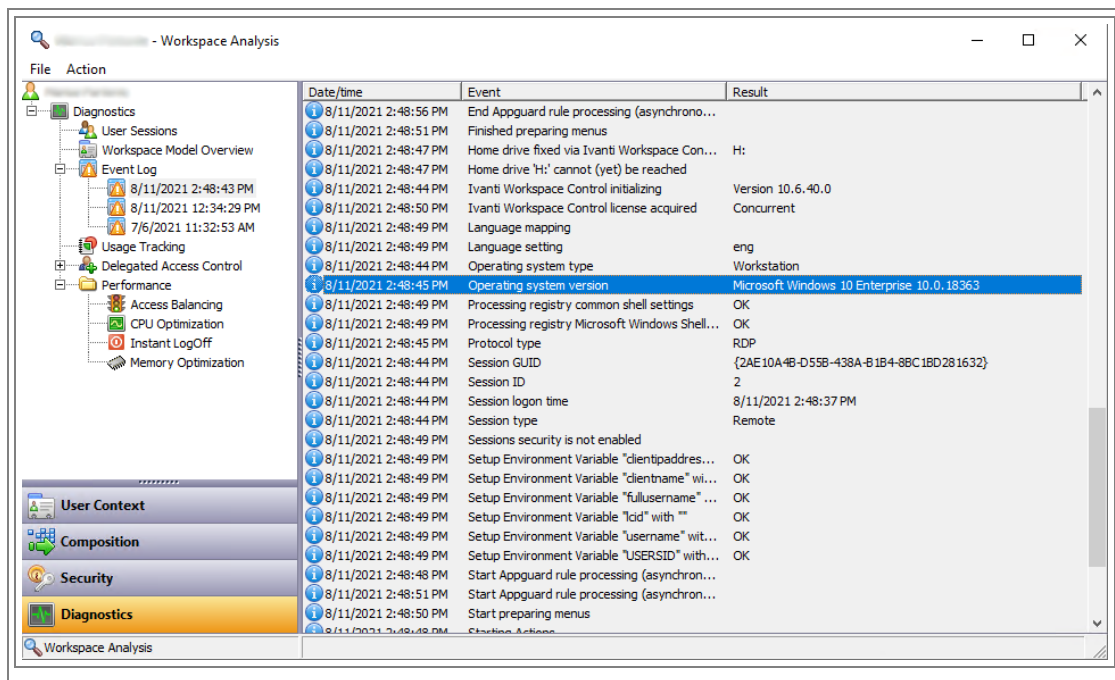 - Workspace Analysis
File Action
Diagnostics
User Sessions
Workspace Model Overview
Event Log
8/11/2021 2:48:43 PM
8/11/2021 12:34:29 PM
7/6/2021 11:32:53 AM
Usage Tracking
Delegated Access Control
Performance
Access Balancing
CPU Optimization
Instant LogOff
Memory Optimization
User Context
Composition
Security
Diagnostics
Date/time Event Result
8/11/2021 2:48:56 PM End Appguard rule processing (asynchrono...
8/11/2021 2:48:51 PM Finished preparing menus
8/11/2021 2:48:47 PM Home drive fixed via Ivanti Workspace Con... H:
8/11/2021 2:48:47 PM Home drive 'H:' cannot (yet) be reached
8/11/2021 2:48:44 PM Ivanti Workspace Control initializing Version 10.6.40.0
8/11/2021 2:48:50 PM Ivanti Workspace Control license acquired Concurrent
8/11/2021 2:48:49 PM Language mapping
8/11/2021 2:48:49 PM Language setting eng
8/11/2021 2:48:44 PM Operating system type Workstation
8/11/2021 2:48:45 PM Operating system version Microsoft Windows 10 Enterprise 10.0.18363
8/11/2021 2:48:49 PM Processing registry common shell settings OK
8/11/2021 2:48:49 PM Processing registry Microsoft Windows Shell... OK
8/11/2021 2:48:45 PM Protocol type RDP
8/11/2021 2:48:44 PM Session GUID {2AE10A4B-D55B-438A-B1B4-8BC1BD281632}
8/11/2021 2:48:44 PM Session ID 2
8/11/2021 2:48:44 PM Session logon time 8/11/2021 2:48:37 PM
8/11/2021 2:48:44 PM Session type Remote
8/11/2021 2:48:49 PM Sessions security is not enabled
8/11/2021 2:48:49 PM Setup Environment Variable "clientipaddres... OK
8/11/2021 2:48:49 PM Setup Environment Variable "clientname" wi... OK
8/11/2021 2:48:49 PM Setup Environment Variable "fullusername" ... OK
8/11/2021 2:48:49 PM Setup Environment Variable "lcid" with "" OK
8/11/2021 2:48:49 PM Setup Environment Variable "username" wit... OK
8/11/2021 2:48:49 PM Setup Environment Variable "USERSID" with... OK
8/11/2021 2:48:48 PM Start Appguard rule processing (asynchron...
8/11/2021 2:48:51 PM Start Appguard rule processing (asynchron...
8/11/2021 2:48:50 PM Start preparing menus
8/11/2021 2:48:48 PM Starting Actions
Workspace Analysis